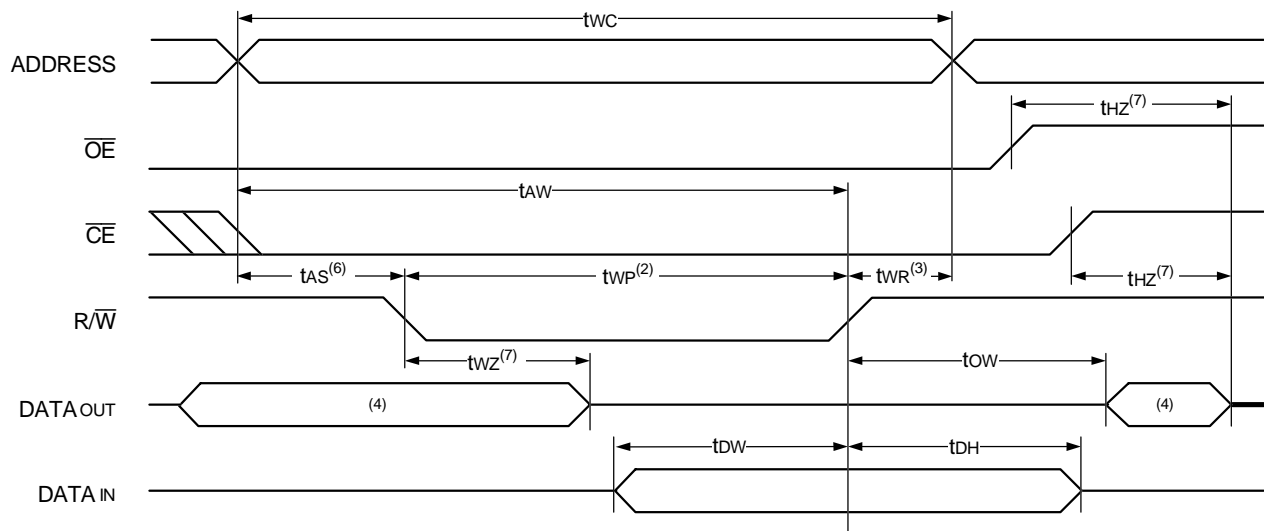 tWC
ADDRESS
tHZ(7)
OE
tAW
CE
tAS(6) tWP(2) tWR(3) tHZ(7)
R/W
tWZ(7) tOW
DATA OUT (4) (4)
tDW tDH
DATA IN